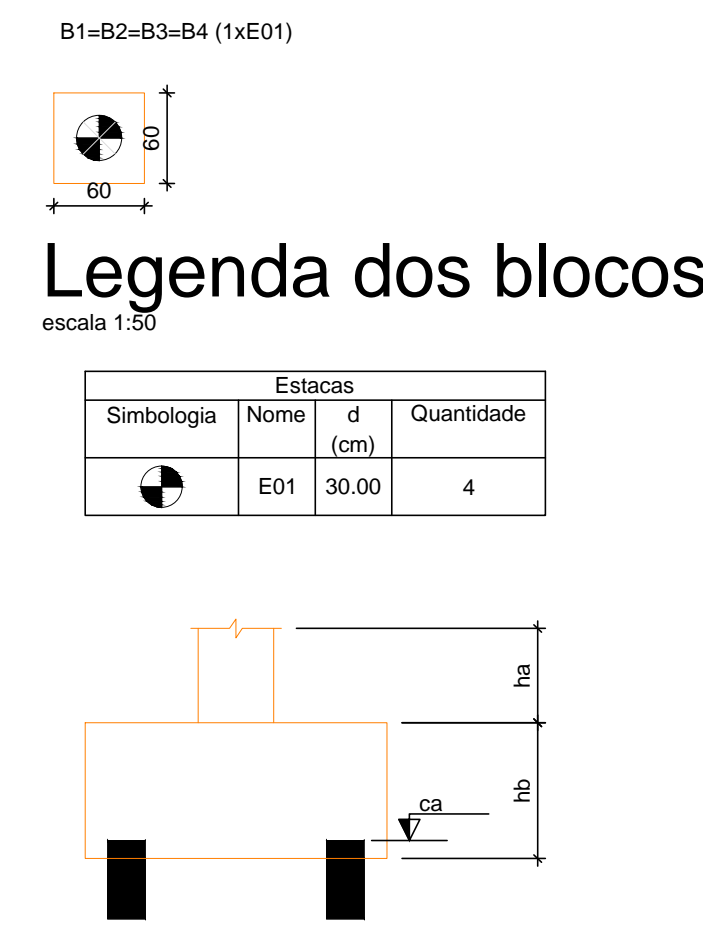 B1=B2=B3=B4 (1xE01)
60
60
Legenda dos blocos
escala 1:50
Estacas
Simbologia Nome d (cm) Quantidade
E01 30.00 4
ha
hb
ca